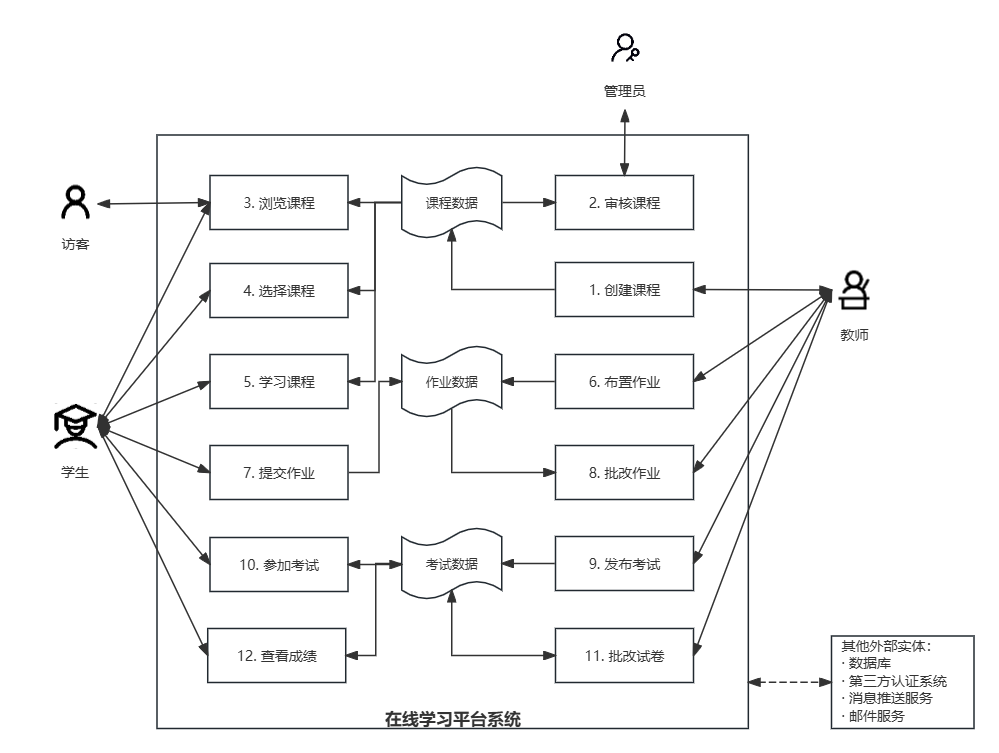 管理员
3. 浏览课程
课程数据
2. 审核课程
访客
4. 选择课程
1. 创建课程
教师
5. 学习课程
作业数据
6. 布置作业
学生
7. 提交作业
8. 批改作业
10. 参加考试
考试数据
9. 发布考试
12. 查看成绩
11. 批改试卷
其他外部实体：
· 数据库
· 第三方认证系统
· 消息推送服务
· 邮件服务
在线学习平台系统